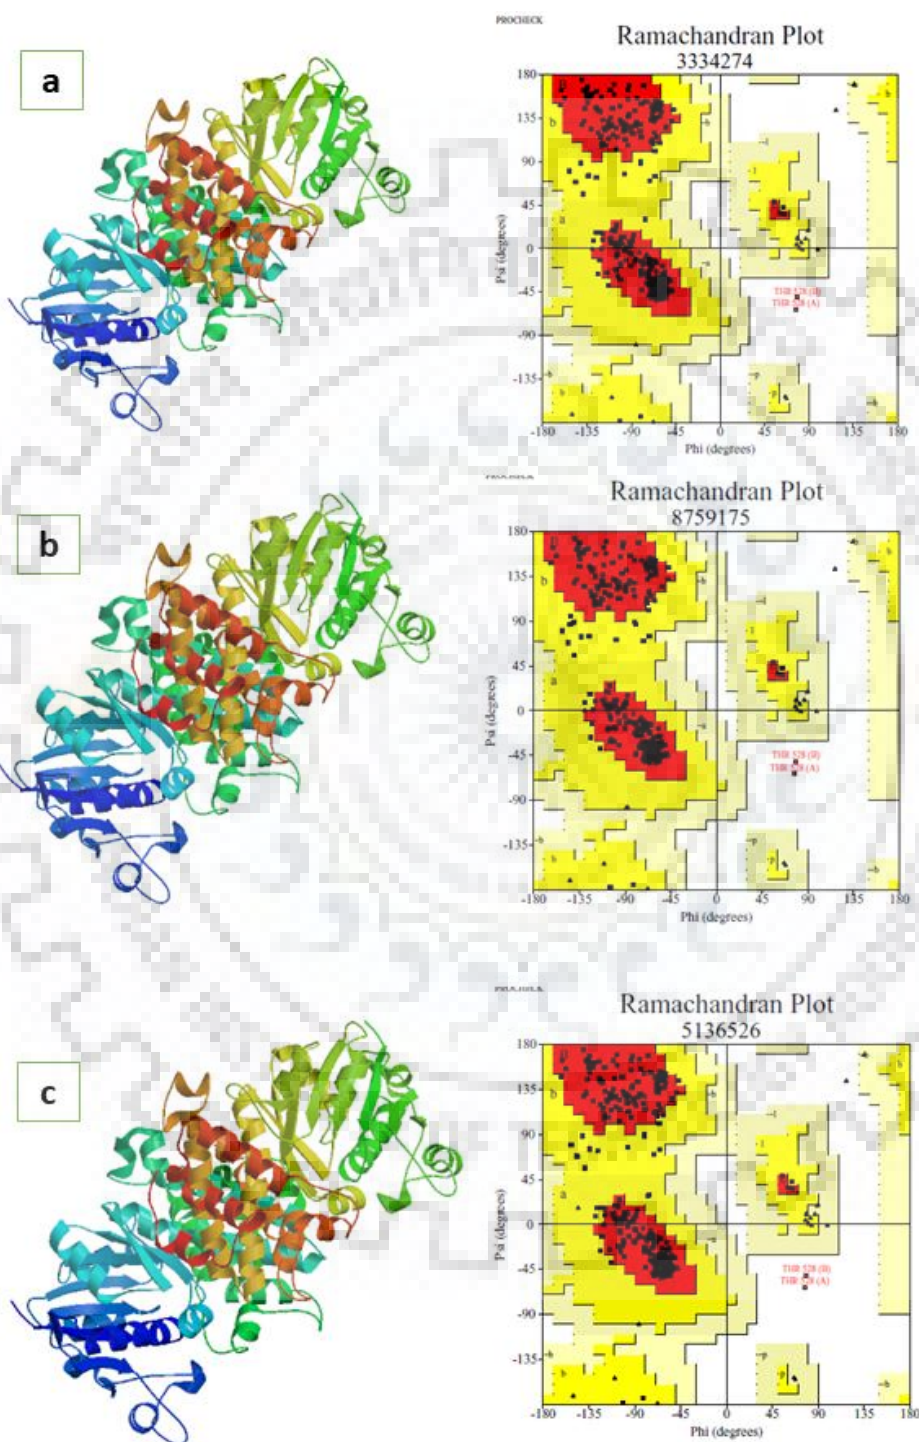 a
PROCHECK
Ramachandran Plot
3334274
180
135
90
45
0
-45
-90
-135
-180 -135 -90 -45 0 45 90 135 180
Psi (degrees)
Phi (degrees)
THR 528 (B)
THR 528 (A)
b
PROCHECK
Ramachandran Plot
8759175
180
135
90
45
0
-45
-90
-135
-180 -135 -90 -45 0 45 90 135 180
Psi (degrees)
Phi (degrees)
THR 528 (B)
THR 528 (A)
c
PROCHECK
Ramachandran Plot
5136526
180
135
90
45
0
-45
-90
-135
-180 -135 -90 -45 0 45 90 135 180
Psi (degrees)
Phi (degrees)
THR 528 (B)
THR 528 (A)